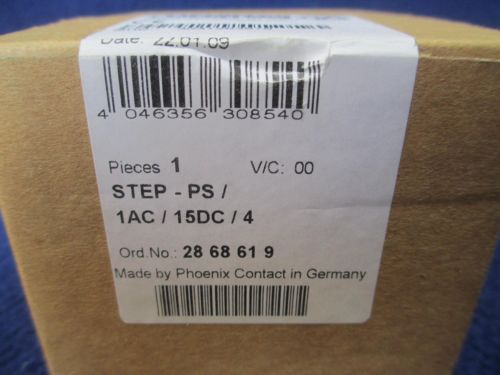 Date: 22.01.09
4 046356 308540
Pieces 1 V/C: 00
STEP - PS /
1AC / 15DC / 4
Ord.No.: 28 68 61 9
Made by Phoenix Contact in Germany